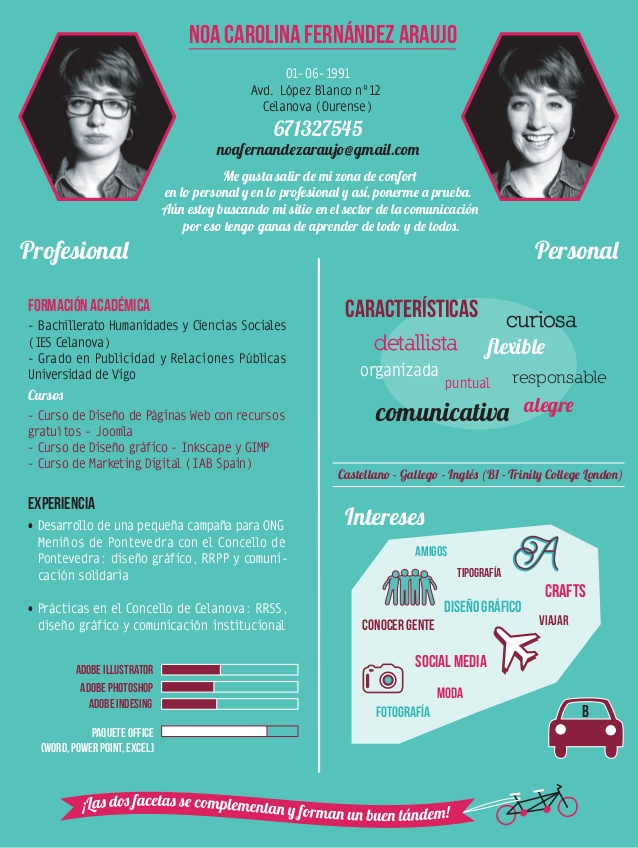 NOA CAROLINA FERNÁNDEZ ARAUJO
01-06-1991
Avd. López Blanco nº12
Celanova (Ourense)
671327545
noafernandezaraujo@gmail.com
Me gusta salir de mi zona de confort
en lo personal y en lo profesional y así, ponerme a prueba.
Aún estoy buscando mi sitio en el sector de la comunicación
por eso tengo ganas de aprender de todo y de todos.
Profesional
FORMACIÓN ACADÉMICA
- Bachillerato Humanidades y Ciencias Sociales
(IES Celanova)
- Grado en Publicidad y Relaciones Públicas
Universidad de Vigo
Cursos
- Curso de Diseño de Páginas Web con recursos
gratuitos - Joomla
- Curso de Diseño gráfico - Inkscape y GIMP
- Curso de Marketing Digital (IAB Spain)
EXPERIENCIA
• Desarrollo de una pequeña campaña para ONG
Meniños de Pontevedra con el Concello de
Pontevedra: diseño gráfico, RRPP y comuni-
cación solidaria
• Prácticas en el Concello de Celanova: RRSS,
diseño gráfico y comunicación institucional
ADOBE ILLUSTRATOR
ADOBE PHOTOSHOP
ADOBE INDESING
PAQUETE OFFICE
(WORD, POWER POINT, EXCEL)
Personal
CARACTERÍSTICAS
curiosa
detallista
flexible
organizada
puntual
responsable
comunicativa
alegre
Castellano - Gallego - Inglés (B1 - Trinity College London)
Intereses
AMIGOS
A
TIPOGRAFÍA
CRAFTS
DISEÑO GRÁFICO
CONOCER GENTE
VIAJAR
SOCIAL MEDIA
MODA
FOTOGRAFÍA
B
¡Las dos facetas se complementan y forman un buen tándem!